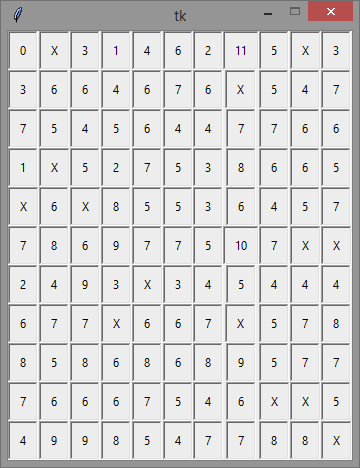 tk
0 X 3 1 4 6 2 11 5 X 3
3 6 6 4 6 7 6 X 5 4 7
7 5 4 5 6 4 4 7 7 6 6
1 X 5 2 7 5 3 8 6 6 5
X 6 X 8 5 5 3 6 4 5 7
7 8 6 9 7 7 5 10 7 X X
2 4 9 3 X 3 4 5 4 4 4
6 7 7 X 6 6 7 X 5 7 8
8 5 8 6 8 6 8 9 5 7 7
7 6 6 6 7 5 4 6 X X 5
4 9 9 8 5 4 7 7 8 8 X